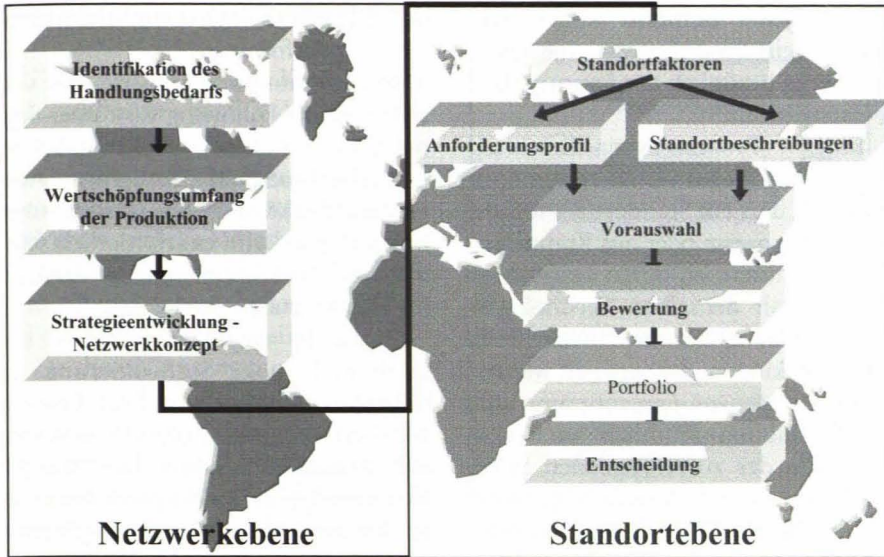 Identifikation des
Handlungsbedarfs
Wertschöpfungsumfang
der Produktion
Strategieentwicklung -
Netzwerkkonzept
Netzwerkebene
Standortfaktoren
Anforderungsprofil
Standortbeschreibungen
Vorauswahl
Bewertung
Portfolio
Entscheidung
Standortebene